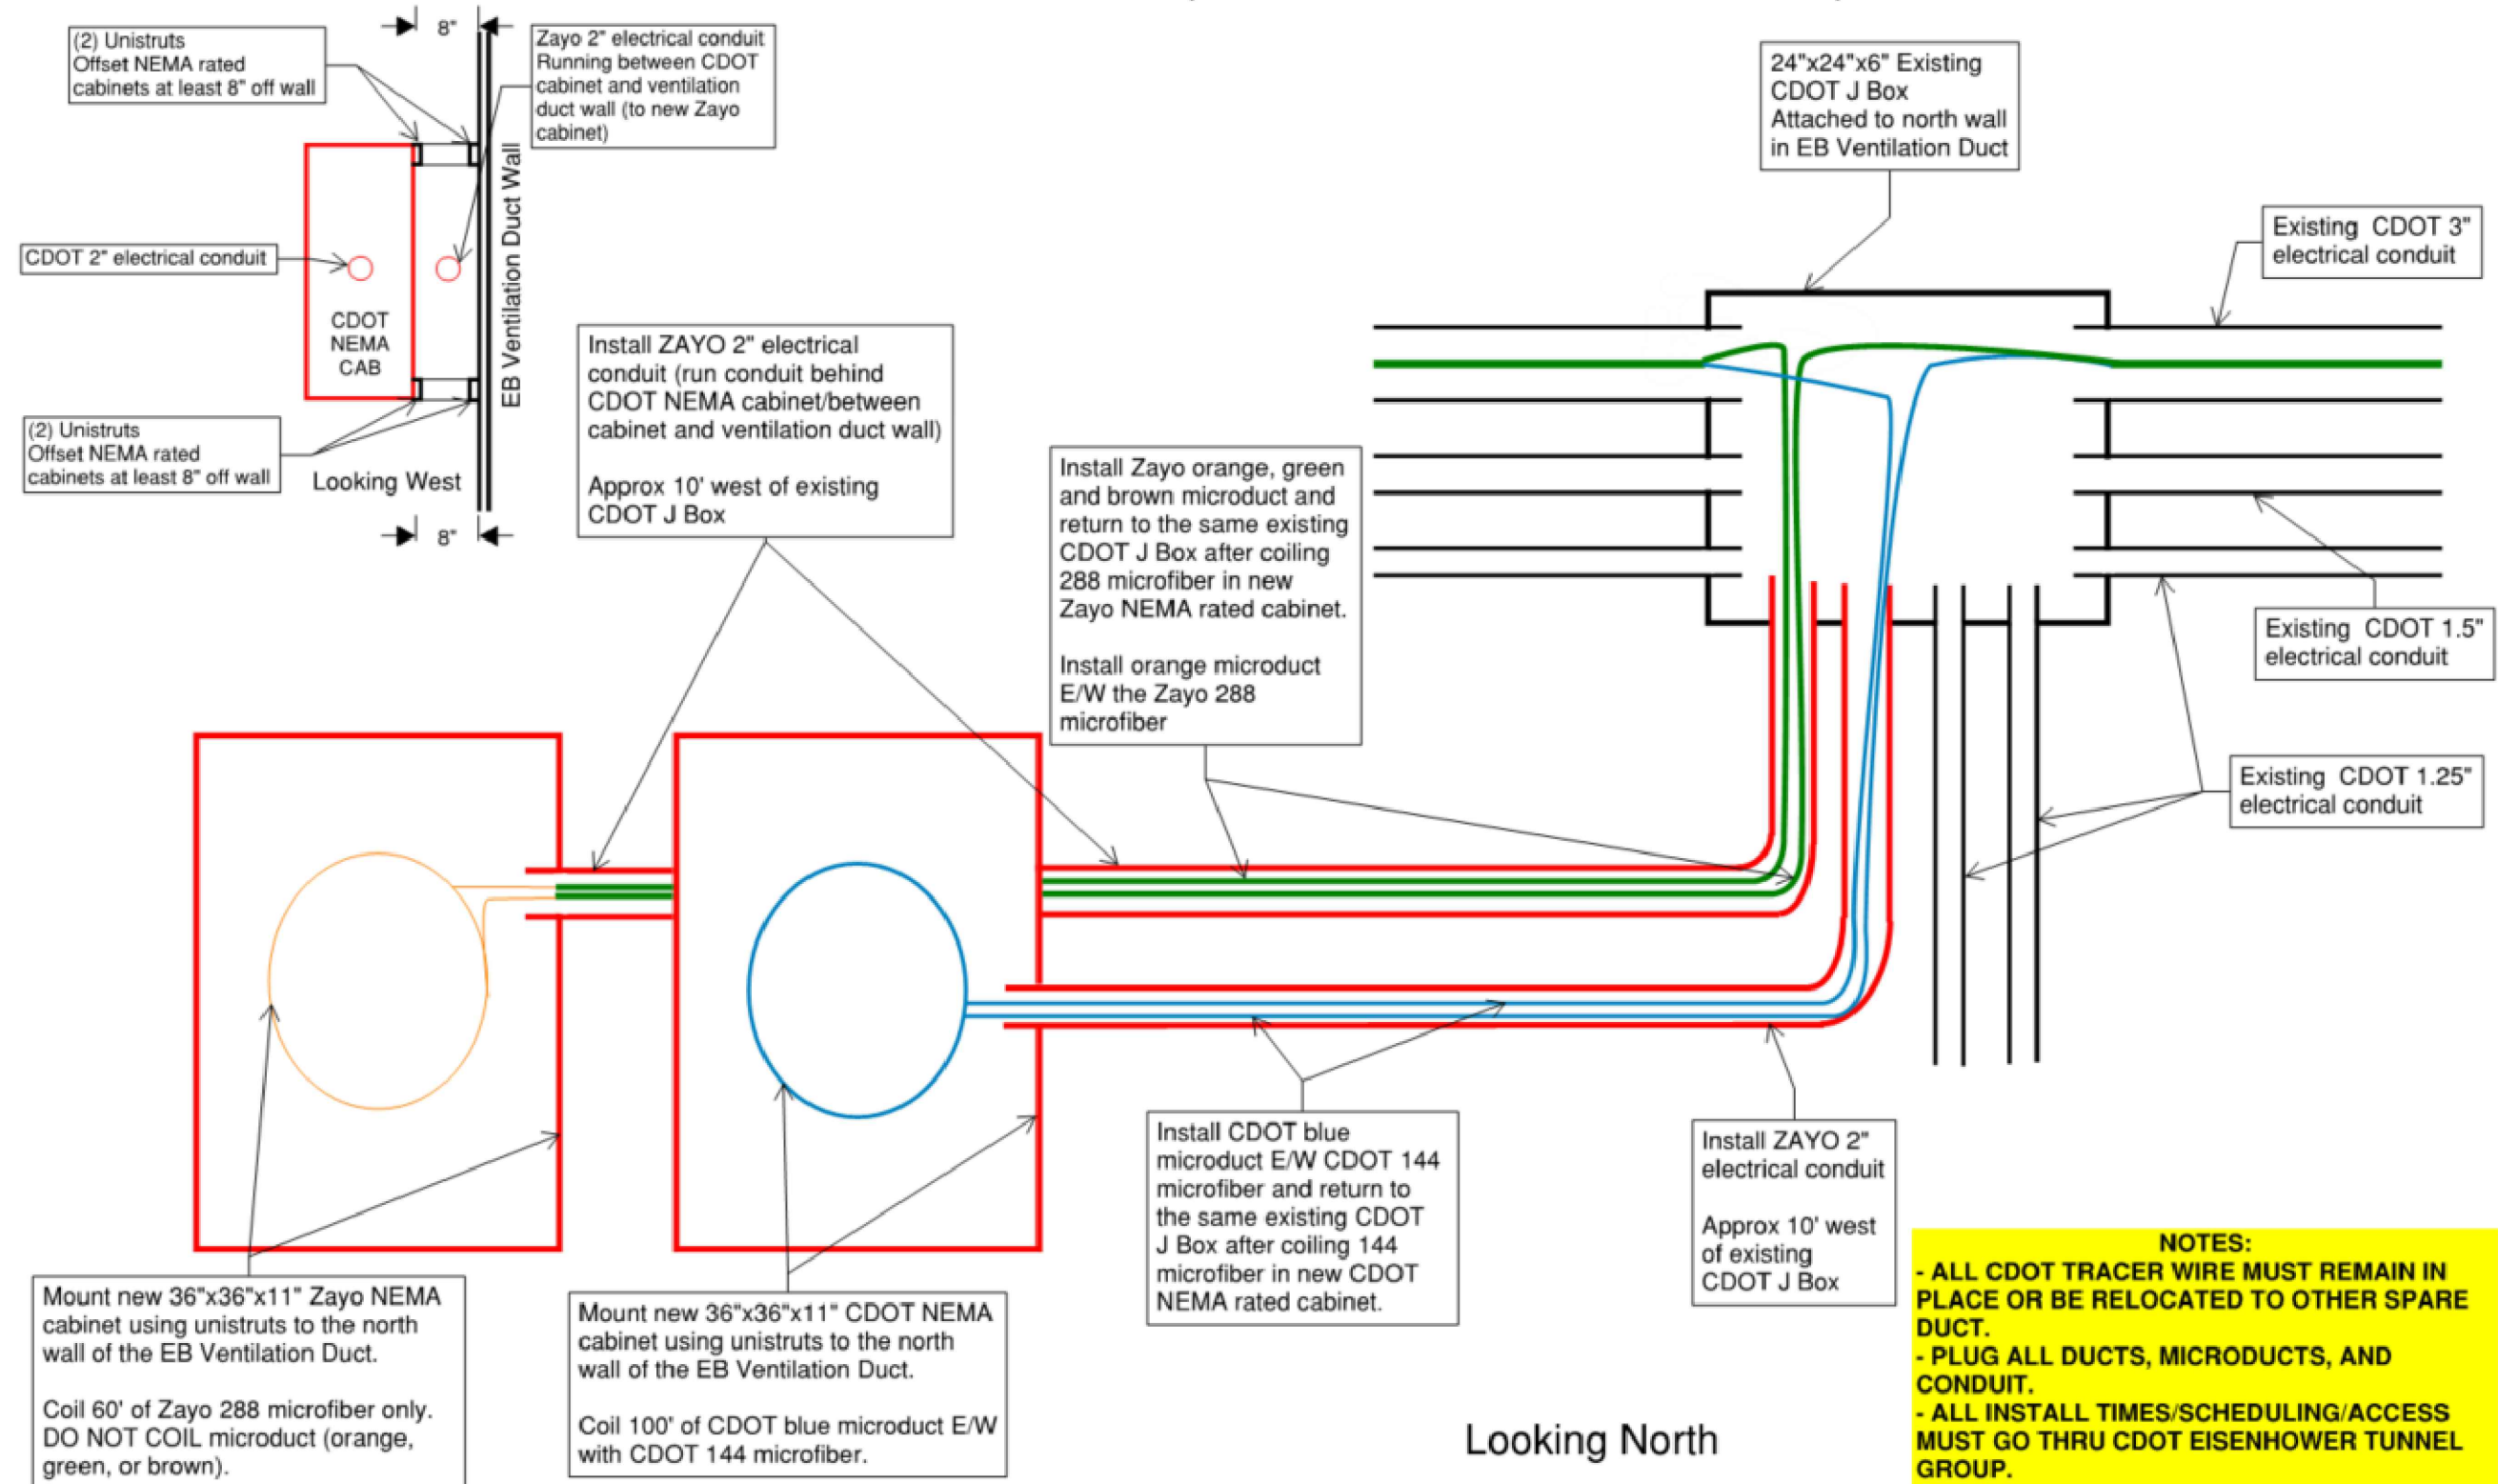 8"
(2) Unistruts
Offset NEMA rated
cabinets at least 8" off wall
Zayo 2" electrical conduit
Running between CDOT
cabinet and ventilation
duct wall (to new Zayo
cabinet)
EB Ventilation Duct Wall
CDOT 2" electrical conduit
CDOT
NEMA
CAB
(2) Unistruts
Offset NEMA rated
cabinets at least 8" off wall
Looking West
8"
24"x24"x6" Existing
CDOT J Box
Attached to north wall
in EB Ventilation Duct
Existing CDOT 3"
electrical conduit
Install ZAYO 2" electrical
conduit (run conduit behind
CDOT NEMA cabinet/between
cabinet and ventilation duct wall)
Approx 10' west of existing
CDOT J Box
Install Zayo orange, green
and brown microduct and
return to the same existing
CDOT J Box after coiling
288 microfiber in new
Zayo NEMA rated cabinet.
Install orange microduct
E/W the Zayo 288
microfiber
Existing CDOT 1.5"
electrical conduit
Existing CDOT 1.25"
electrical conduit
Mount new 36"x36"x11" Zayo NEMA
cabinet using unistruts to the north
wall of the EB Ventilation Duct.
Coil 60' of Zayo 288 microfiber only.
DO NOT COIL microduct (orange,
green, or brown).
Mount new 36"x36"x11" CDOT NEMA
cabinet using unistruts to the north
wall of the EB Ventilation Duct.
Coil 100' of CDOT blue microduct E/W
with CDOT 144 microfiber.
Install CDOT blue
microduct E/W CDOT 144
microfiber and return to
the same existing CDOT
J Box after coiling 144
microfiber in new CDOT
NEMA rated cabinet.
Install ZAYO 2"
electrical conduit
Approx 10' west
of existing
CDOT J Box
Looking North
NOTES:
- ALL CDOT TRACER WIRE MUST REMAIN IN
PLACE OR BE RELOCATED TO OTHER SPARE
DUCT.
- PLUG ALL DUCTS, MICRODUCTS, AND
CONDUIT.
- ALL INSTALL TIMES/SCHEDULING/ACCESS
MUST GO THRU CDOT EISENHOWER TUNNEL
GROUP.